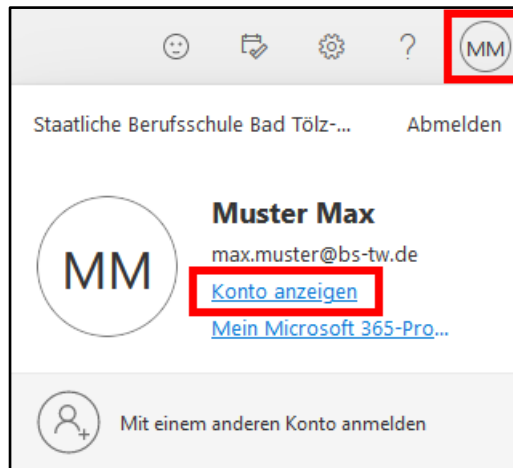 MM
Staatliche Berufsschule Bad Tölz-... Abmelden
MM
Muster Max
max.muster@bs-tw.de
Konto anzeigen
Mein Microsoft 365-Pro...
Mit einem anderen Konto anmelden